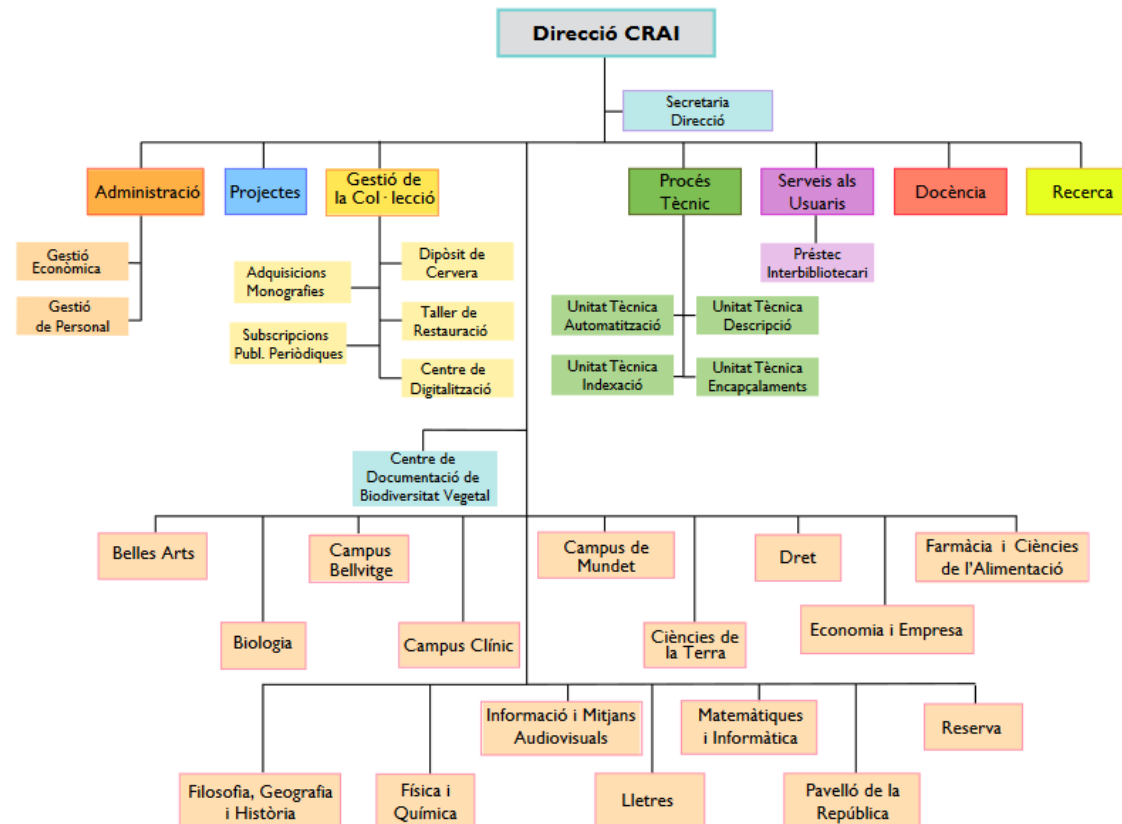 Direcció CRAI
Secretaria
Direcció
Administració
Projectes
Gestió de
la Col·lecció
Procés
Tècnic
Serveis als
Usuaris
Docència
Recerca
Gestió
Econòmica
Gestió
de Personal
Adquisicions
Monografies
Subscripcions
Publ. Periòdiques
Dipòsit de
Cervera
Taller de
Restauració
Centre de
Digitalització
Unitat Tècnica
Automatització
Unitat Tècnica
Descripció
Unitat Tècnica
Indexació
Unitat Tècnica
Encapçalaments
Préstec
Interbibliotecari
Centre de
Documentació de
Biodiversitat Vegetal
Belles Arts
Biologia
Campus
Bellvitge
Campus Clínic
Campus de
Mundet
Ciències de
la Terra
Dret
Economia i Empresa
Farmàcia i Ciències
de l'Alimentació
Filosofia, Geografia
i Història
Física i
Química
Informació i Mitjans
Audiovisuals
Lletres
Matemàtiques
i Informàtica
Pavelló de la
República
Reserva